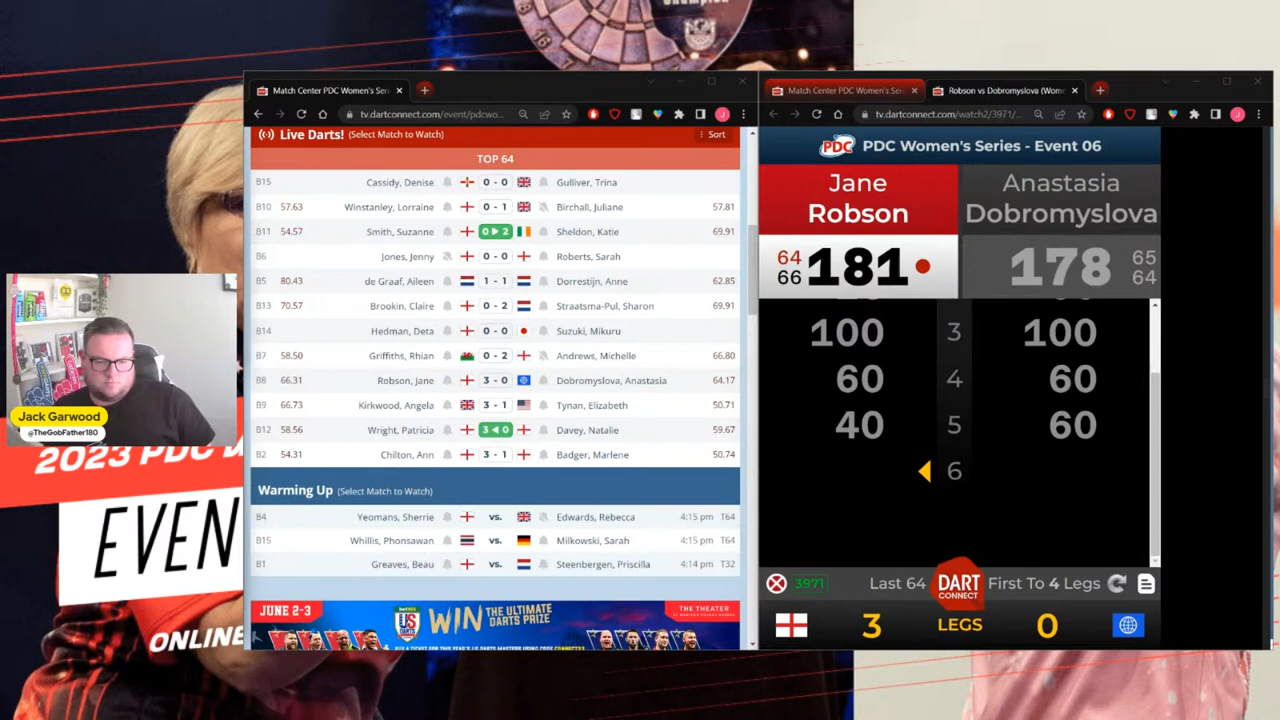 Champion
Match Center PDC Women's Seri
tv.dartconnect.com/event/pdcwo...
Live Darts! (Select Match to Watch)
Sort
TOP 64
B15 Cassidy, Denise 0 - 0 Gulliver, Trina
B10 57.63 Winstanley, Lorraine 0 - 1 Birchall, Juliane 57.81
B11 54.57 Smith, Suzanne 0 ▶ 2 Sheldon, Katie 69.91
B6 Jones, Jenny 0 - 0 Roberts, Sarah
B5 80.43 de Graaf, Aileen 1 - 1 Dorrestijn, Anne 62.85
B13 70.57 Brookin, Claire 0 - 2 Straatsma-Pul, Sharon 69.91
B14 Hedman, Deta 0 - 0 Suzuki, Mikuru
B7 58.50 Griffiths, Rhian 0 - 2 Andrews, Michelle 66.80
B8 66.31 Robson, Jane 3 - 0 Dobromyslova, Anastasia 64.17
B9 66.73 Kirkwood, Angela 3 - 1 Tynan, Elizabeth 50.71
B12 58.56 Wright, Patricia 3 ◀ 0 Davey, Natalie 59.67
B2 54.31 Chilton, Ann 3 - 1 Badger, Marlene 50.74
Warming Up (Select Match to Watch)
B4 Yeomans, Sherrie vs. Edwards, Rebecca 4:15 pm T64
B15 Whillis, Phonsawan vs. Milkowski, Sarah 4:15 pm T64
B1 Greaves, Beau vs. Steenbergen, Priscilla 4:14 pm T32
JUNE 2-3
US DARTS
WIN THE ULTIMATE
DARTS PRIZE
THE THEATER
Match Center PDC Women's Ser
Robson vs Dobromyslova (Wom
tv.dartconnect.com/watch2/3971/...
PDC PDC Women's Series - Event 06
Jane
Robson
Anastasia
Dobromyslova
64
66
181
178
65
64
100 3 100
60 4 60
40 5 60
6
3971
Last 64
DART
CONNECT
First To 4 Legs
3 LEGS 0
Jack Garwood
@TheGobFather180
2023 PDC W
EVEN
ONLINE